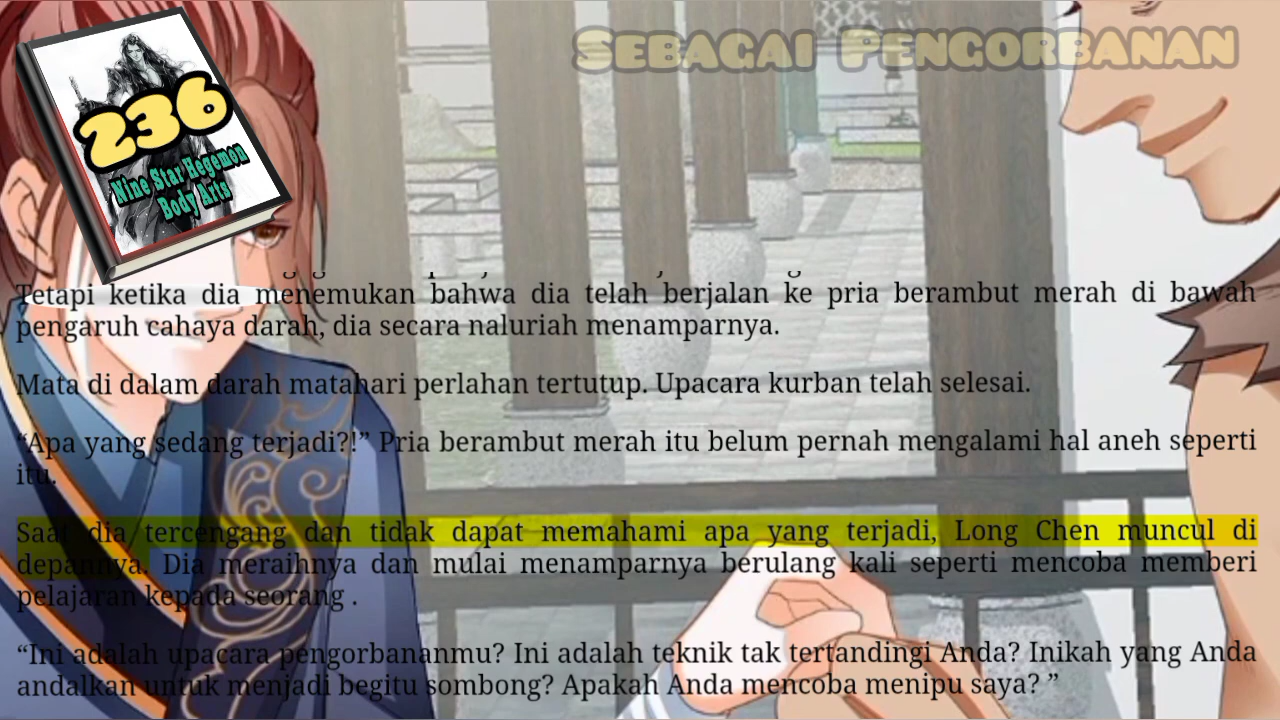 SEBAGAI PENGORBANAN
236
Nine Star Hegemon
Body Arts
Tetapi ketika dia menemukan bahwa dia telah berjalan ke pria berambut merah di bawah
pengaruh cahaya darah, dia secara naluriah menamparnya.
Mata di dalam darah matahari perlahan tertutup. Upacara kurban telah selesai.
“Apa yang sedang terjadi?!” Pria berambut merah itu belum pernah mengalami hal aneh seperti
itu.
Saat dia tercengang dan tidak dapat memahami apa yang terjadi, Long Chen muncul di
depannya. Dia meraihnya dan mulai menamparnya berulang kali seperti mencoba memberi
pelajaran kepada seorang .
“Ini adalah upacara pengorbananmu? Ini adalah teknik tak tertandingi Anda? Inikah yang Anda
andalkan untuk menjadi begitu sombong? Apakah Anda mencoba menipu saya? ”